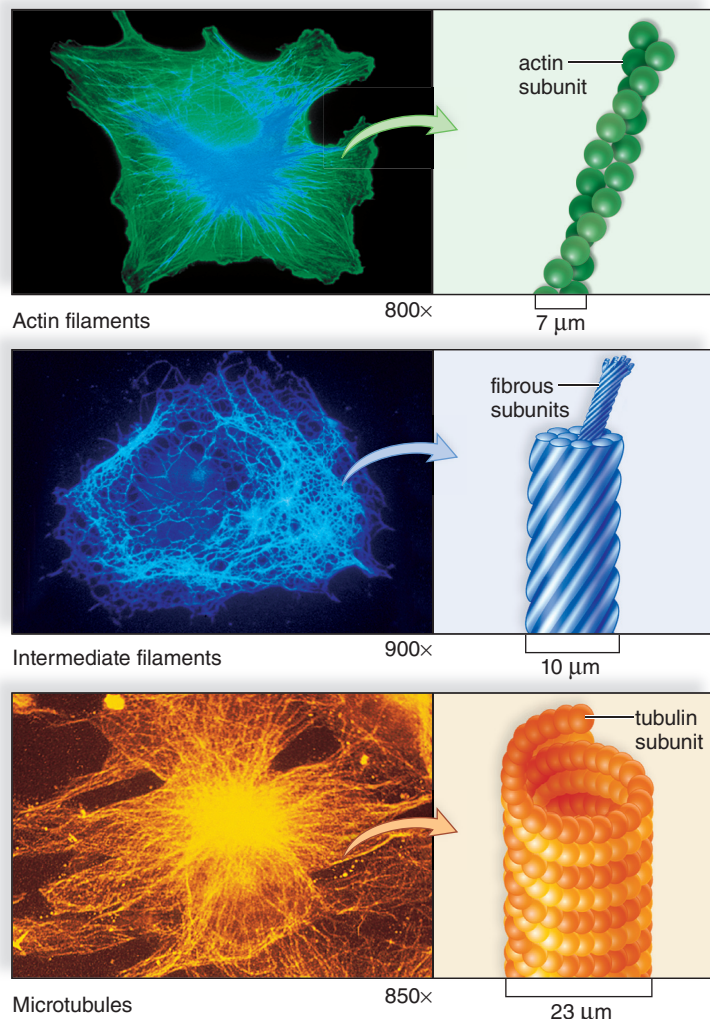 actin
subunit
Actin filaments
800×
7 µm
fibrous
subunits
Intermediate filaments
900×
10 µm
tubulin
subunit
Microtubules
850×
23 µm